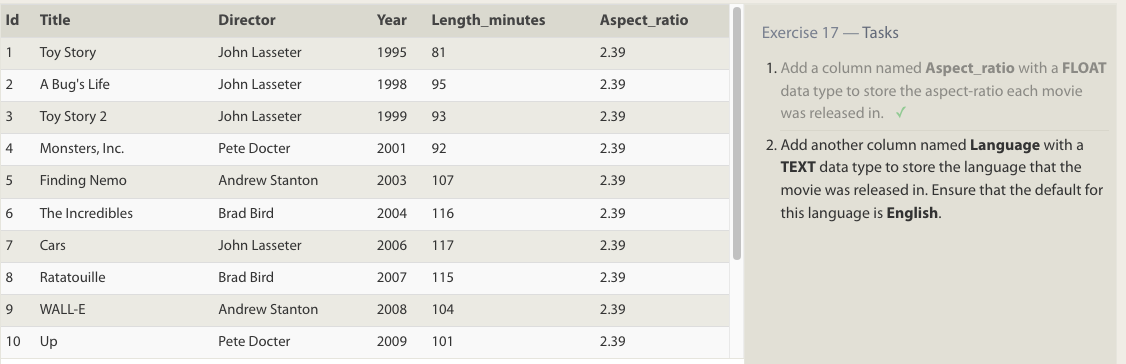 Id Title Director Year Length_minutes Aspect_ratio
1 Toy Story John Lasseter 1995 81 2.39
2 A Bug's Life John Lasseter 1998 95 2.39
3 Toy Story 2 John Lasseter 1999 93 2.39
4 Monsters, Inc. Pete Docter 2001 92 2.39
5 Finding Nemo Andrew Stanton 2003 107 2.39
6 The Incredibles Brad Bird 2004 116 2.39
7 Cars John Lasseter 2006 117 2.39
8 Ratatouille Brad Bird 2007 115 2.39
9 WALL-E Andrew Stanton 2008 104 2.39
10 Up Pete Docter 2009 101 2.39
Exercise 17 — Tasks
1. Add a column named Aspect_ratio with a FLOAT
data type to store the aspect-ratio each movie
was released in. ✓
2. Add another column named Language with a
TEXT data type to store the language that the
movie was released in. Ensure that the default for
this language is English.